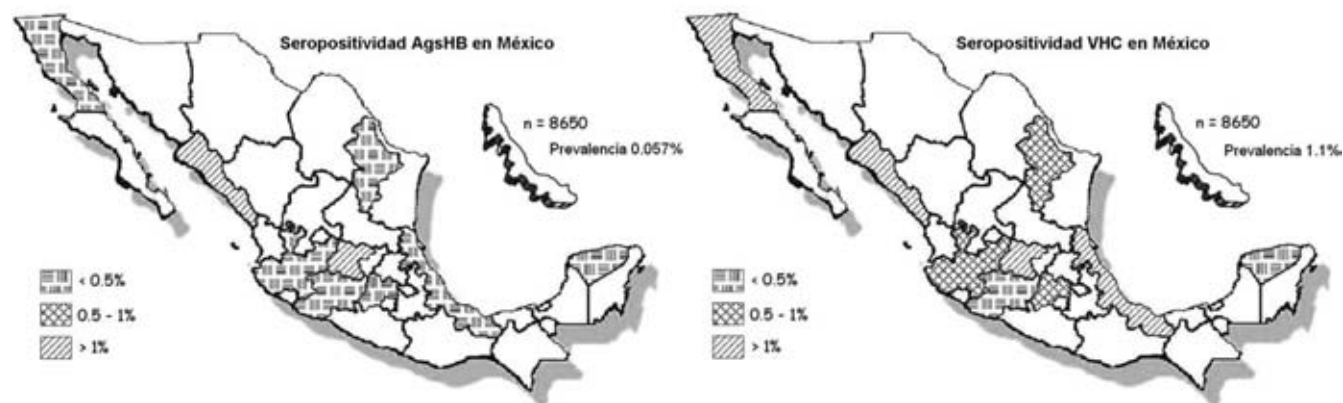 Seropositividad AgsHB en México
n = 8650
Prevalencia 0.057%
< 0.5%
0.5 - 1%
> 1%
Seropositividad VHC en México
n = 8650
Prevalencia 1.1%
< 0.5%
0.5 - 1%
> 1%